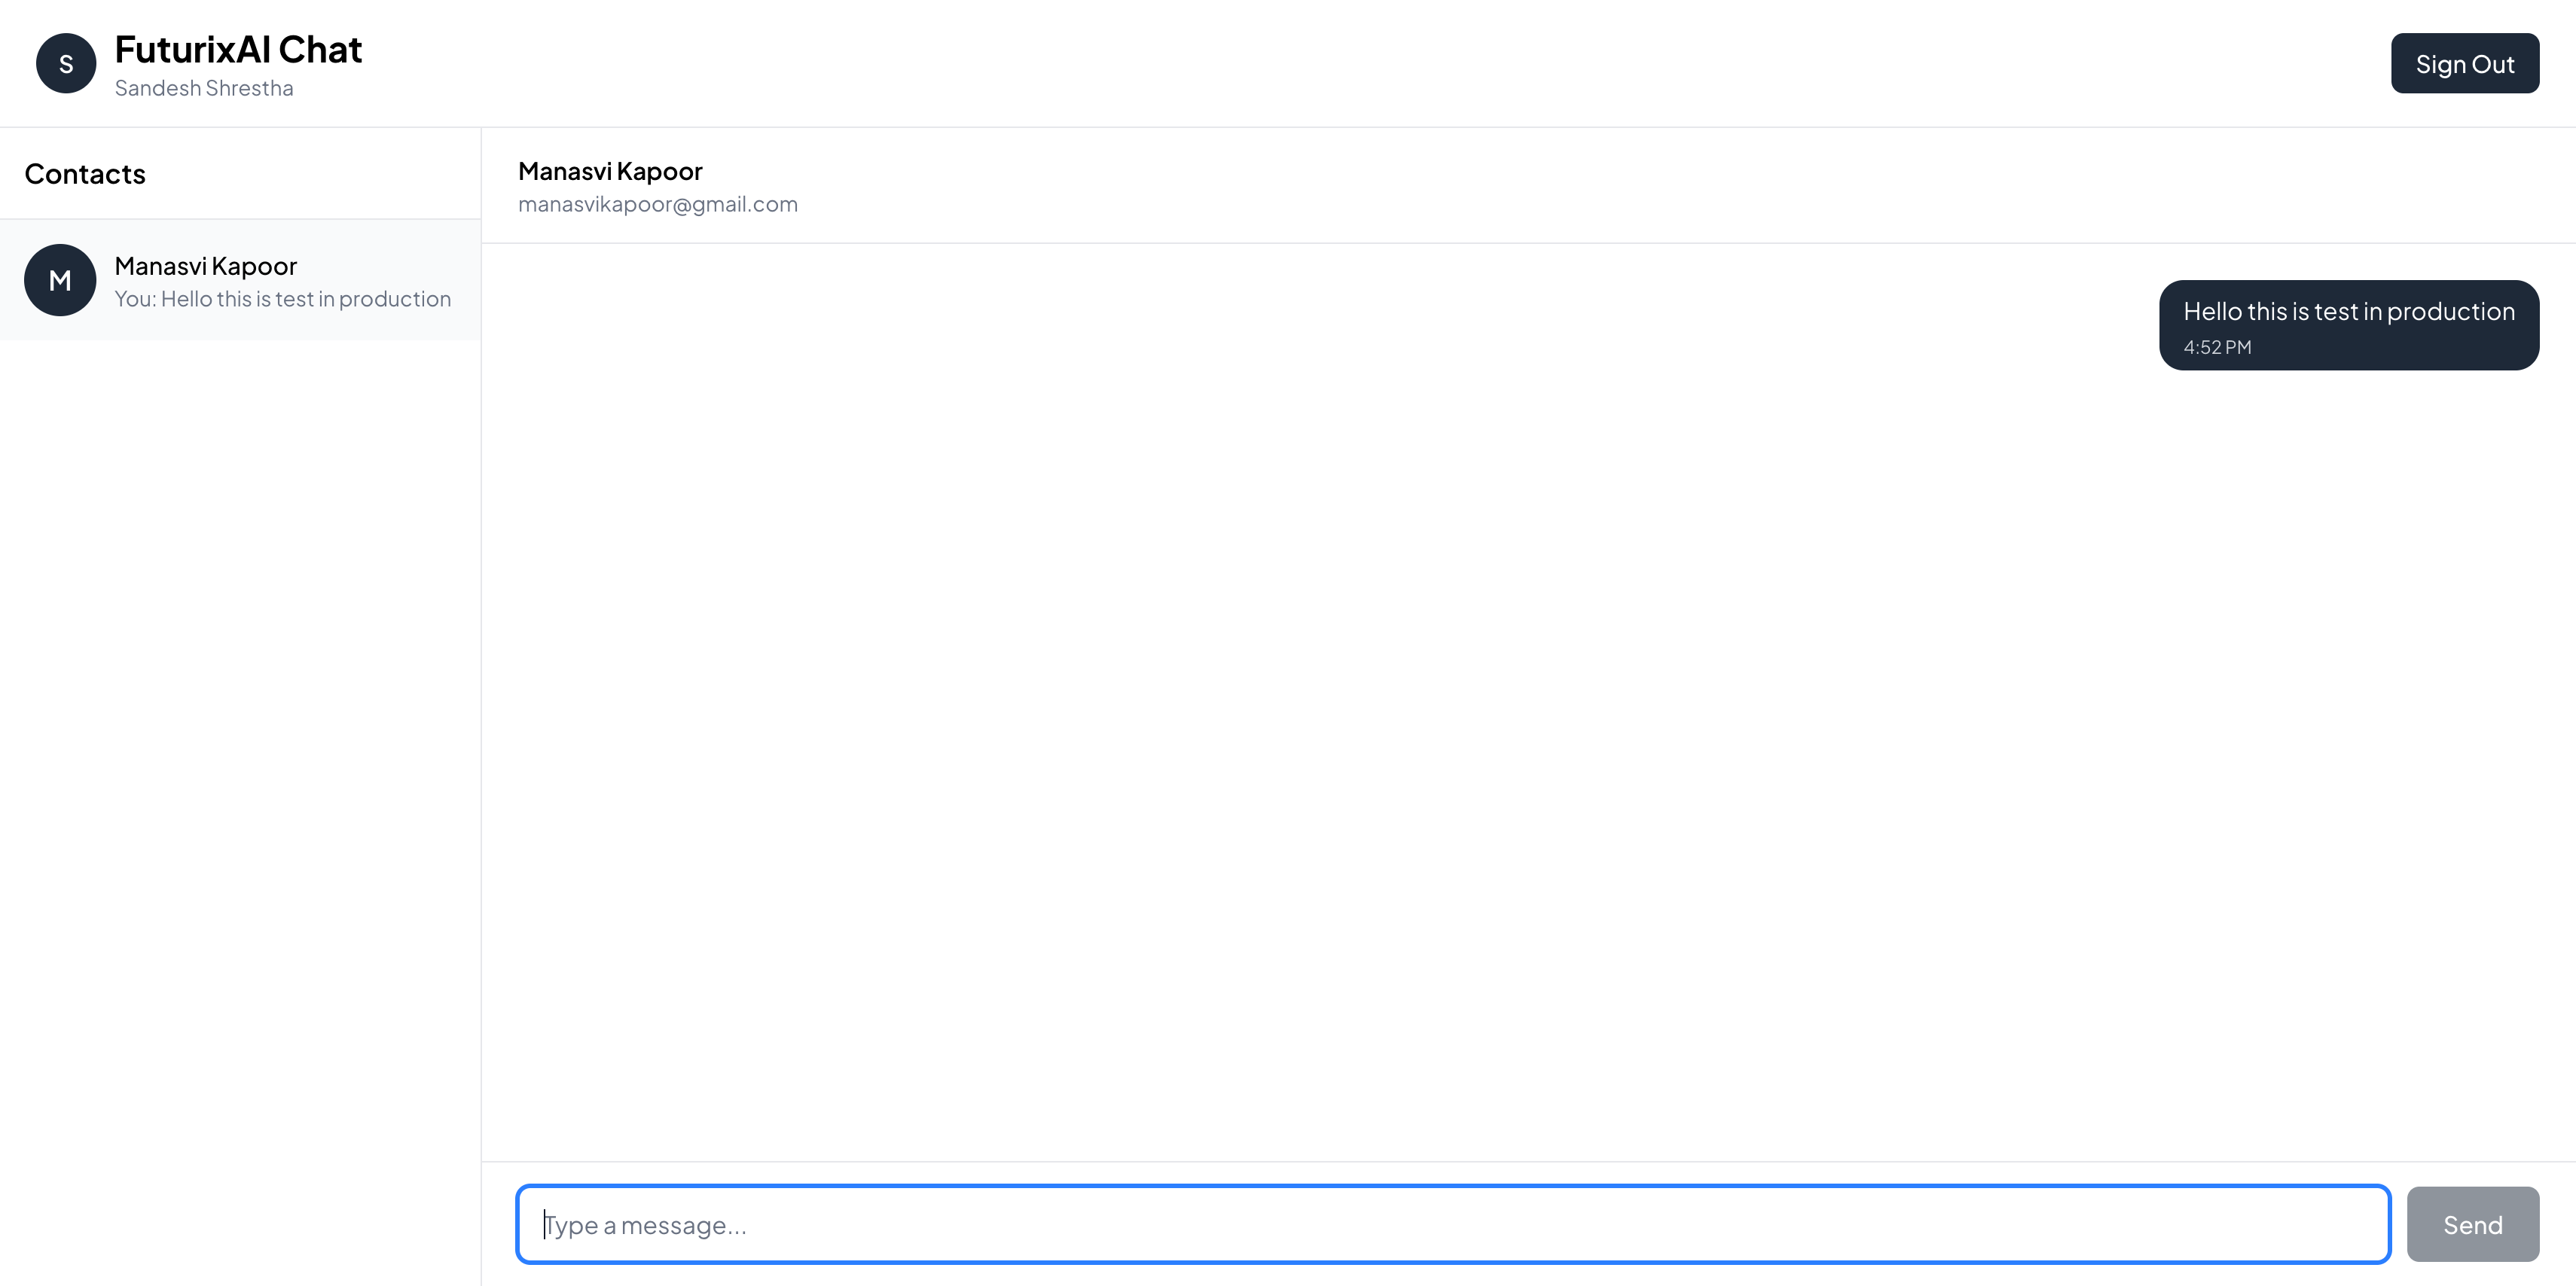 S
FuturixAI Chat
Sandesh Shrestha
Sign Out
Contacts
M
Manasvi Kapoor
You: Hello this is test in production
Manasvi Kapoor
manasvikapoor@gmail.com
Hello this is test in production
4:52 PM
Type a message...
Send